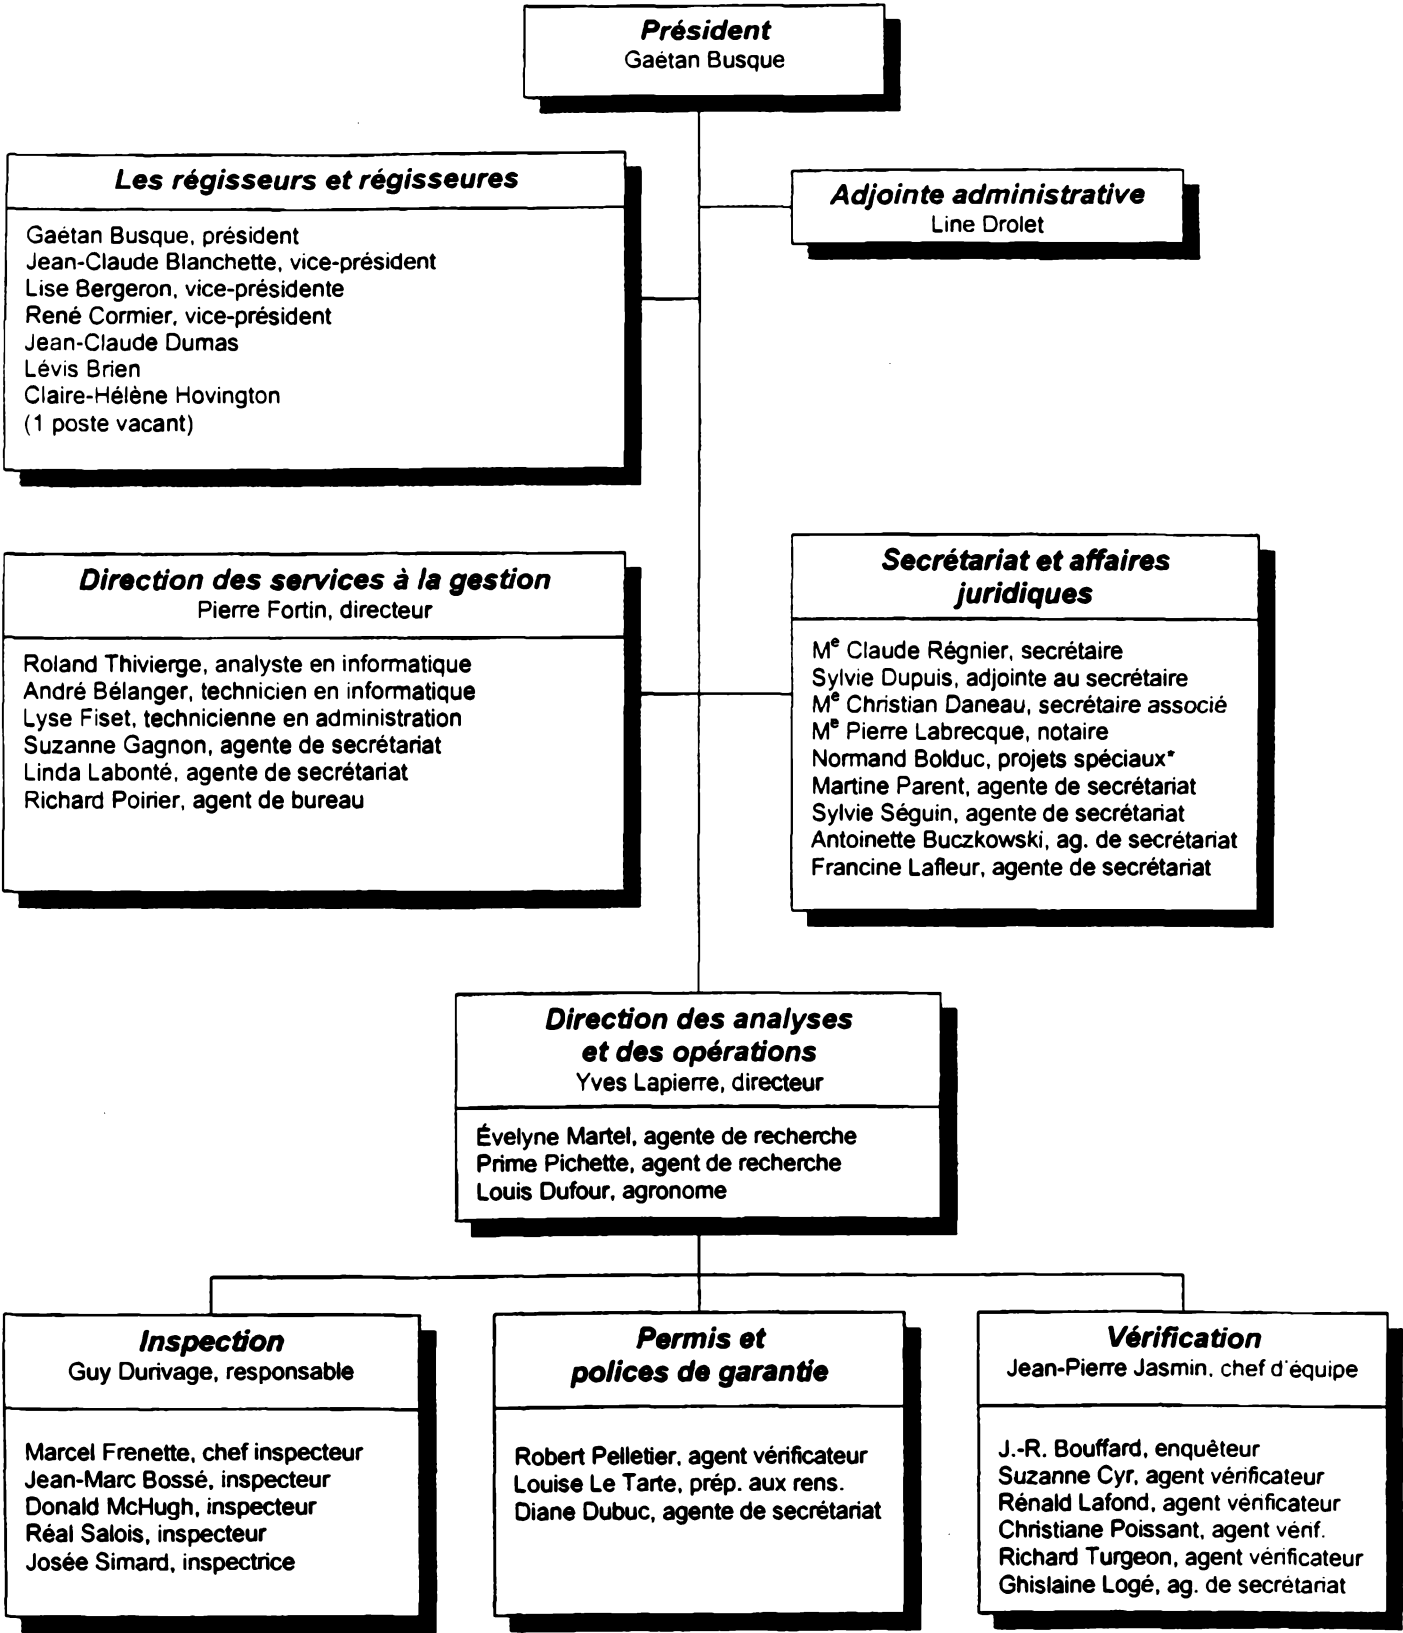 Président
Gaétan Busque
Les régisseurs et régisseures
Gaétan Busque, président
Jean-Claude Blanchette, vice-président
Lise Bergeron, vice-présidente
René Cormier, vice-président
Jean-Claude Dumas
Lévis Brien
Claire-Hélène Hovington
(1 poste vacant)
Adjointe administrative
Line Drolet
Direction des services à la gestion
Pierre Fortin, directeur
Roland Thivierge, analyste en informatique
André Bélanger, technicien en informatique
Lyse Fiset, technicienne en administration
Suzanne Gagnon, agente de secrétariat
Linda Labonté, agente de secrétariat
Richard Poirier, agent de bureau
Secrétariat et affaires
juridiques
Me Claude Régnier, secrétaire
Sylvie Dupuis, adjointe au secrétaire
Me Christian Daneau, secrétaire associé
Me Pierre Labrecque, notaire
Normand Bolduc, projets spéciaux*
Martine Parent, agente de secrétariat
Sylvie Séguin, agente de secrétariat
Antoinette Buczkowski, ag. de secrétariat
Francine Lafleur, agente de secrétariat
Direction des analyses
et des opérations
Yves Lapierre, directeur
Évelyne Martel, agente de recherche
Prime Pichette, agent de recherche
Louis Dufour, agronome
Inspection
Guy Durivage, responsable
Marcel Frenette, chef inspecteur
Jean-Marc Bossé, inspecteur
Donald McHugh, inspecteur
Réal Salois, inspecteur
Josée Simard, inspectrice
Permis et
polices de garantie
Robert Pelletier, agent vérificateur
Louise Le Tarte, prép. aux rens.
Diane Dubuc, agente de secrétariat
Vérification
Jean-Pierre Jasmin, chef d'équipe
J.-R. Bouffard, enquêteur
Suzanne Cyr, agent vérificateur
Rénald Lafond, agent vérificateur
Christiane Poissant, agent vérif.
Richard Turgeon, agent vérificateur
Ghislaine Logé, ag. de secrétariat